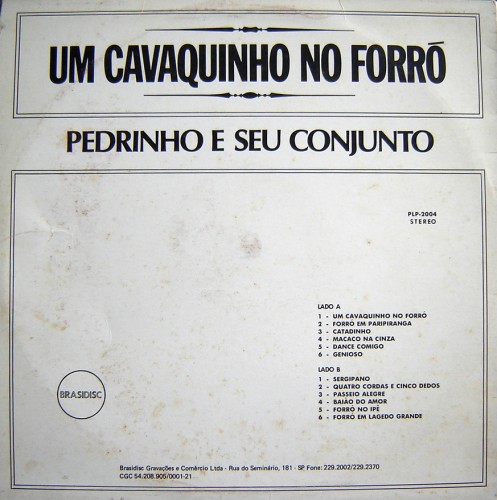 UM CAVAQUINHO NO FORRÓ
PEDRINHO E SEU CONJUNTO
PLP-2004
STEREO
LADO A
1 - UM CAVAQUINHO NO FORRÓ
2 - FORRÓ EM PARIPIRANGA
3 - CATADINHO
4 - MACACO NA CINZA
5 - DANCE COMIGO
6 - GENIOSO
LADO B
1 - SERGIPANO
2 - QUATRO CORDAS E CINCO DEDOS
3 - PASSEIO ALEGRE
4 - BAIÃO DO AMOR
5 - FORRÓ NO IPÊ
6 - FORRÓ EM LAGEDO GRANDE
BRASIDISC
Brasidisc Gravações e Comércio Ltda - Rua do Seminário, 181 - SP. Fone: 229.2002/229.2370
CGC 54.208.905/0001-21